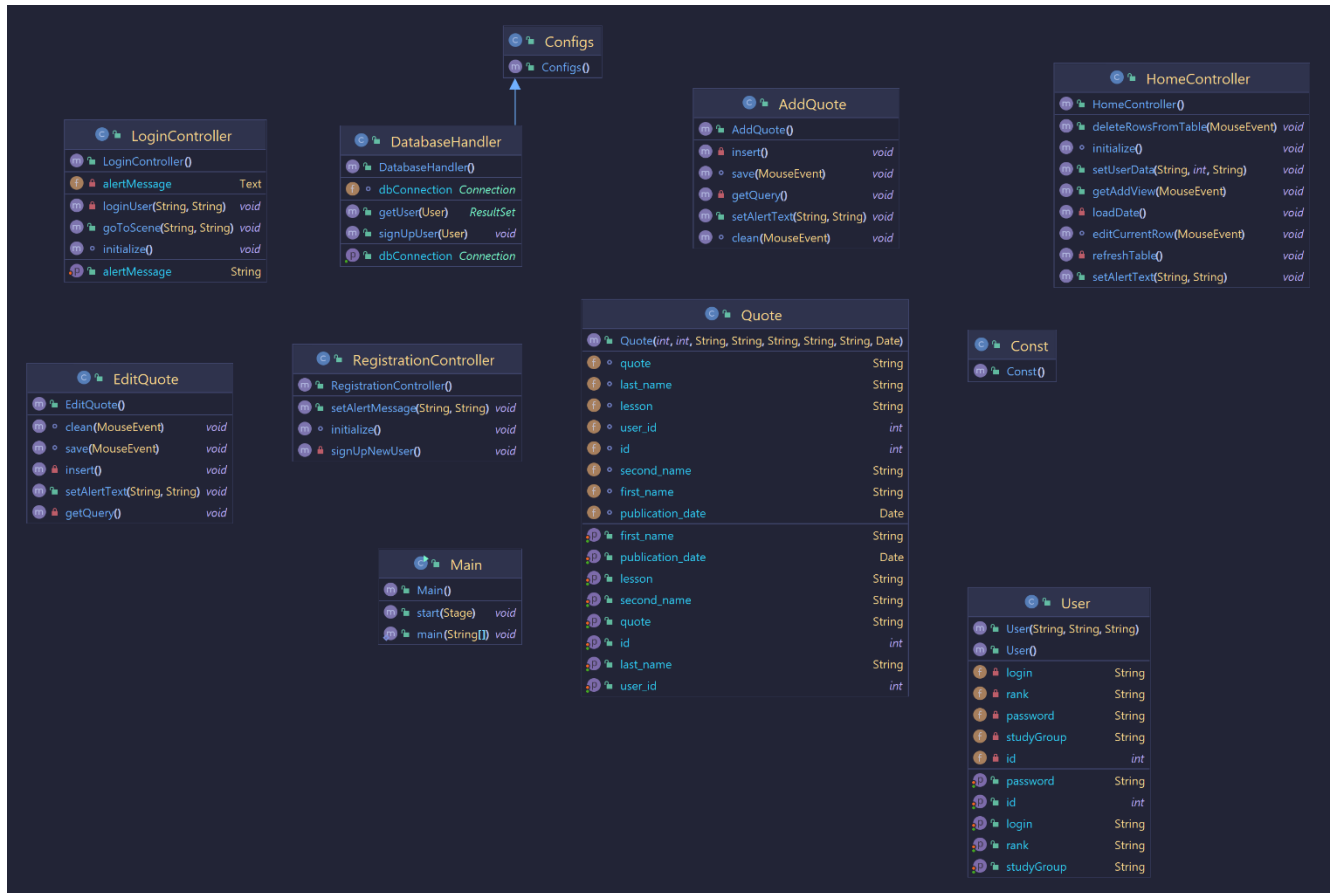 Configs
Configs()
LoginController
LoginController()
alertMessage Text
loginUser(String, String) void
goToScene(String, String) void
initialize() void
alertMessage String
DatabaseHandler
DatabaseHandler()
dbConnection Connection
getUser(User) ResultSet
signUpUser(User) void
dbConnection Connection
AddQuote
AddQuote()
insert() void
save(MouseEvent) void
getQuery() void
setAlertText(String, String) void
clean(MouseEvent) void
HomeController
HomeController()
deleteRowsFromTable(MouseEvent) void
initialize() void
setUserData(String, int, String) void
getAddView(MouseEvent) void
loadDate() void
editCurrentRow(MouseEvent) void
refreshTable() void
setAlertText(String, String) void
EditQuote
EditQuote()
clean(MouseEvent) void
save(MouseEvent) void
insert() void
setAlertText(String, String) void
getQuery() void
RegistrationController
RegistrationController()
setAlertMessage(String, String) void
initialize() void
signUpNewUser() void
Quote
Quote(int, int, String, String, String, String, String, Date)
quote String
last_name String
lesson String
user_id int
id int
second_name String
first_name String
publication_date Date
first_name String
publication_date Date
lesson String
second_name String
quote String
id int
last_name String
user_id int
Const
Const()
Main
Main()
start(Stage) void
main(String[]) void
User
User(String, String, String)
User()
login String
rank String
password String
studyGroup String
id int
password String
id int
login String
rank String
studyGroup String